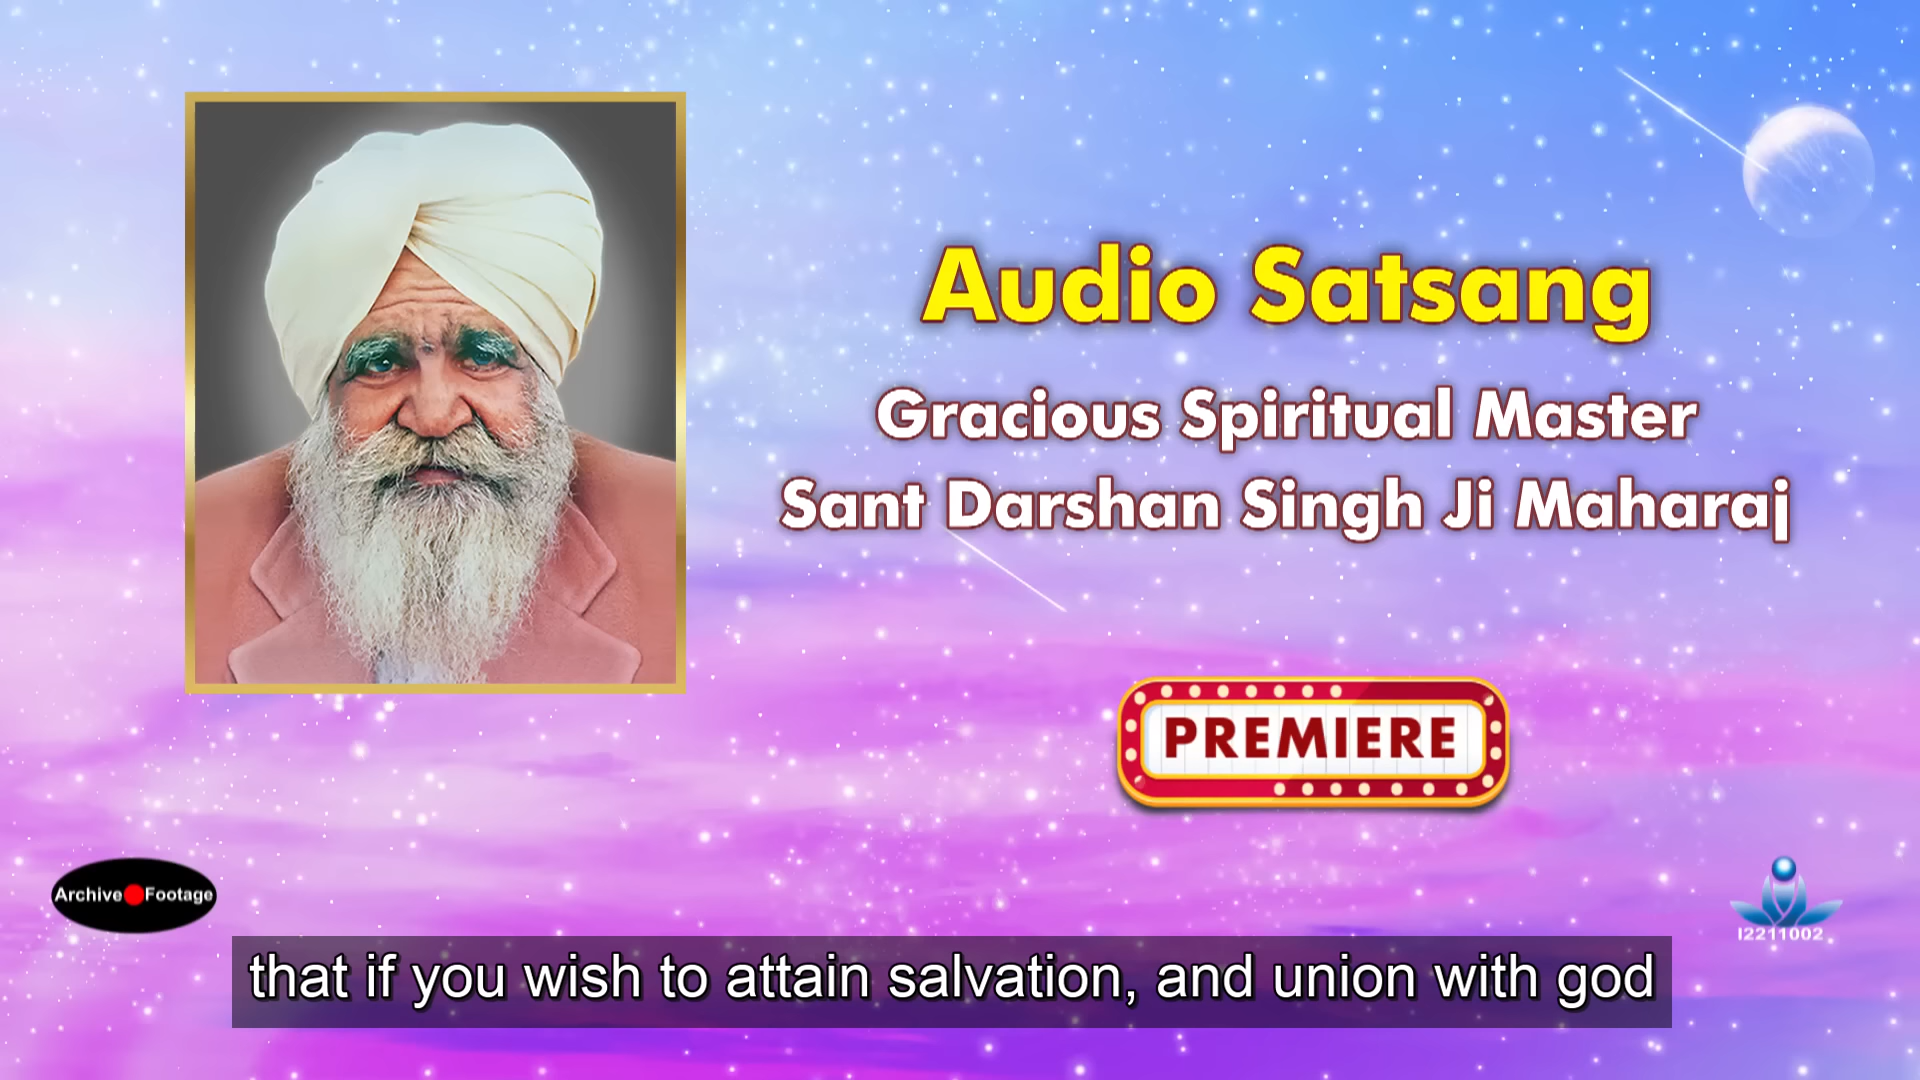 Audio Satsang
Gracious Spiritual Master
Sant Darshan Singh Ji Maharaj
PREMIERE
Archive Footage
I2211002
that if you wish to attain salvation, and union with god